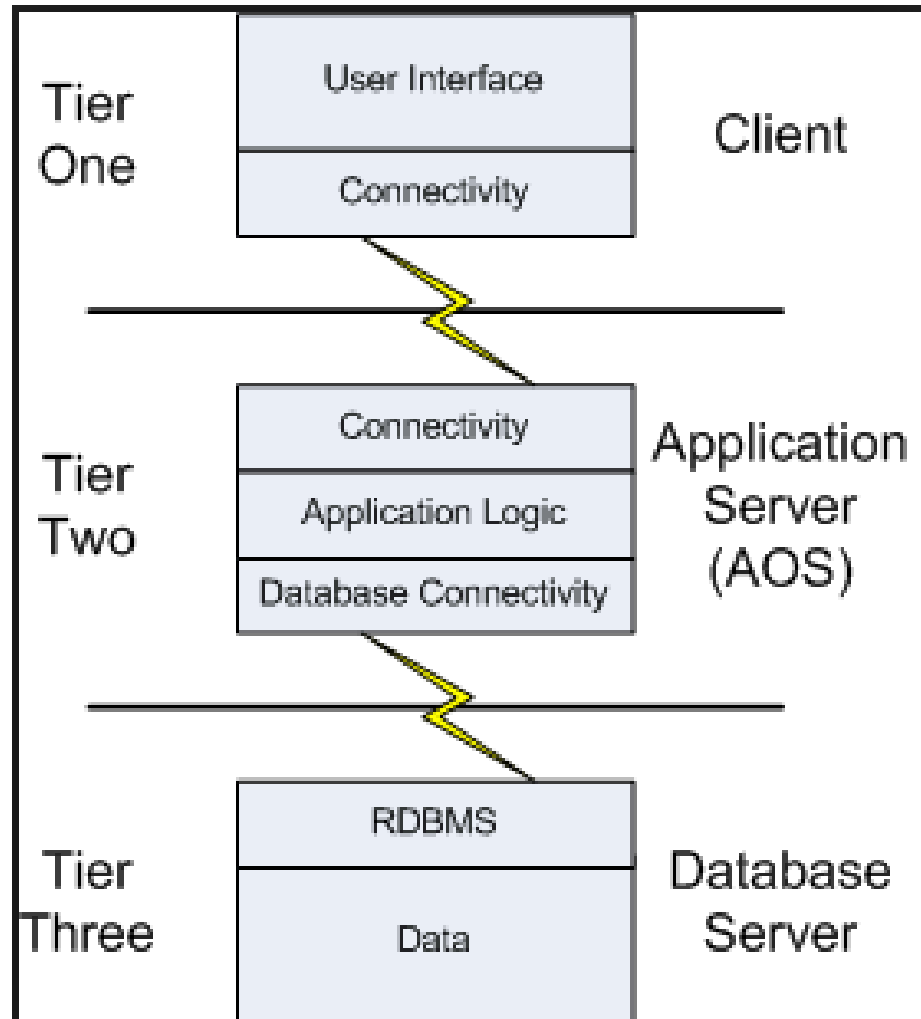 Tier
One
User Interface
Connectivity
Client
Tier
Two
Connectivity
Application Logic
Database Connectivity
Application
Server
(AOS)
Tier
Three
RDBMS
Data
Database
Server